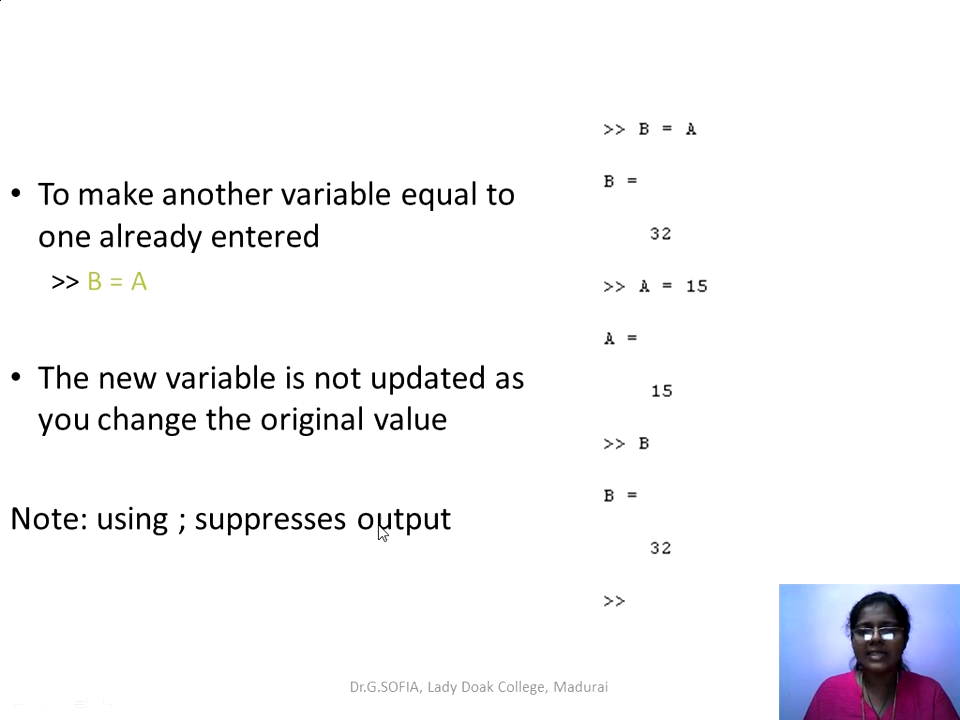 • To make another variable equal to
one already entered
>> B = A
• The new variable is not updated as
you change the original value
Note: using ; suppresses output
>> B = A
B =
32
>> A = 15
A =
15
>> B
B =
32
>>
Dr.G.SOFIA, Lady Doak College, Madurai